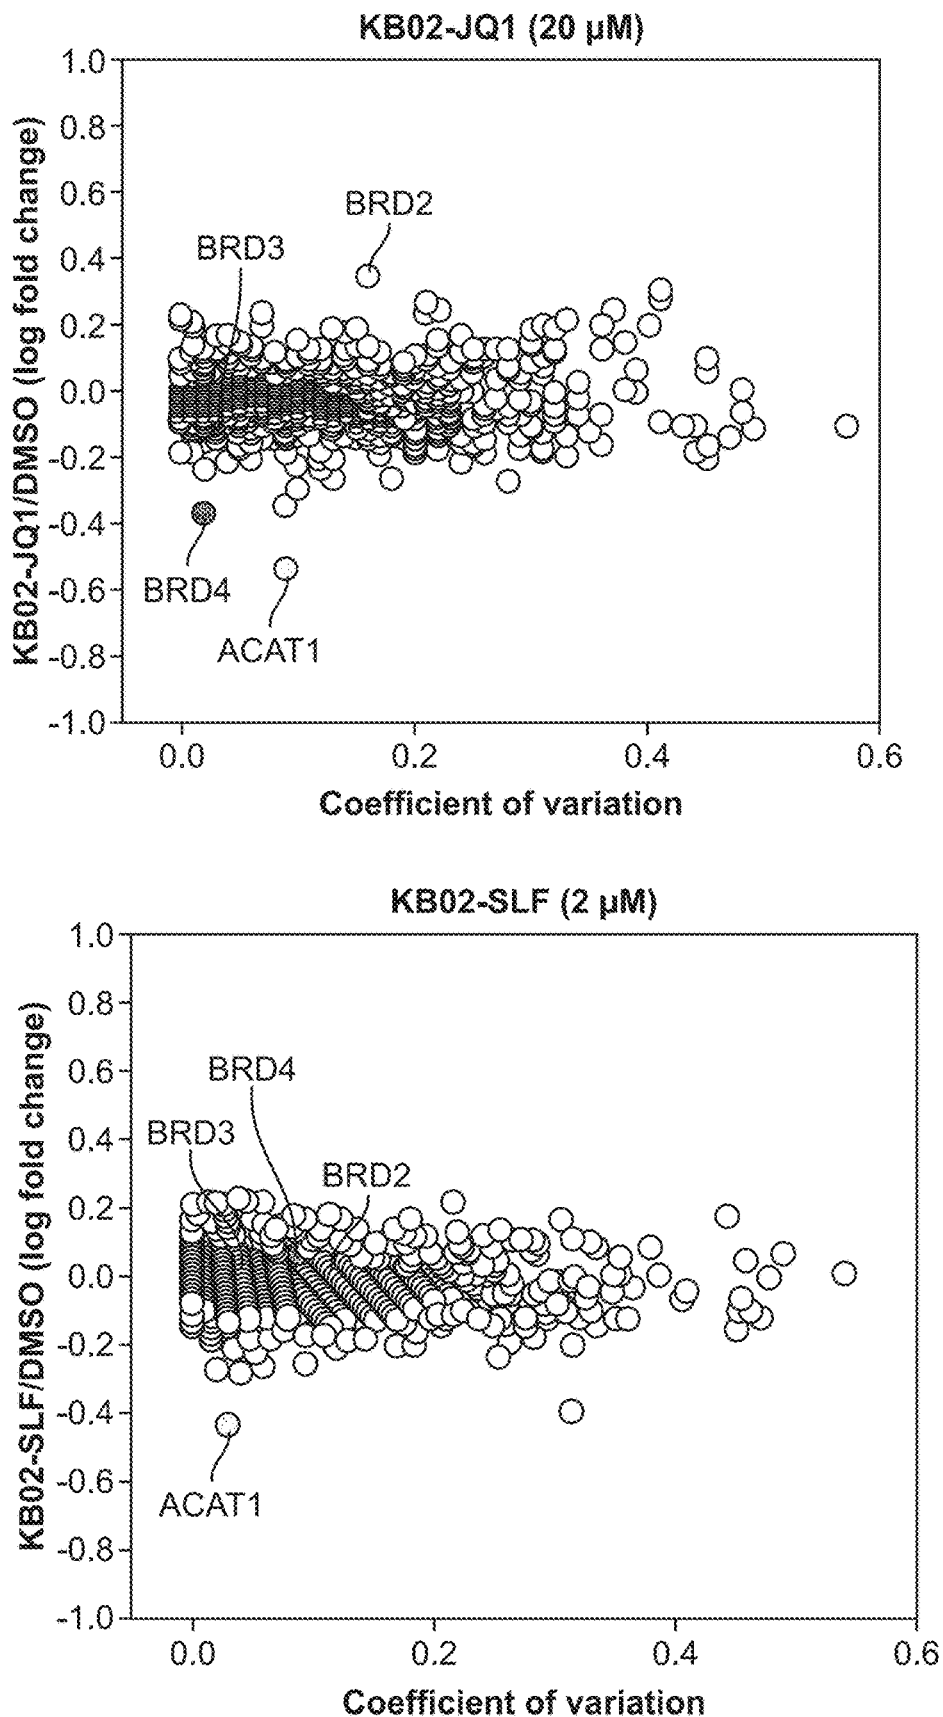 KB02-JQ1 (20 µM)
KB02-JQ1/DMSO (log fold change)
1.0
0.8
0.6
0.4
0.2
0.0
-0.2
-0.4
-0.6
-0.8
-1.0
BRD2
BRD3
BRD4
ACAT1
0.0 0.2 0.4 0.6
Coefficient of variation
KB02-SLF (2 µM)
KB02-SLF/DMSO (log fold change)
1.0
0.8
0.6
0.4
0.2
0.0
-0.2
-0.4
-0.6
-0.8
-1.0
BRD4
BRD3
BRD2
ACAT1
0.0 0.2 0.4 0.6
Coefficient of variation